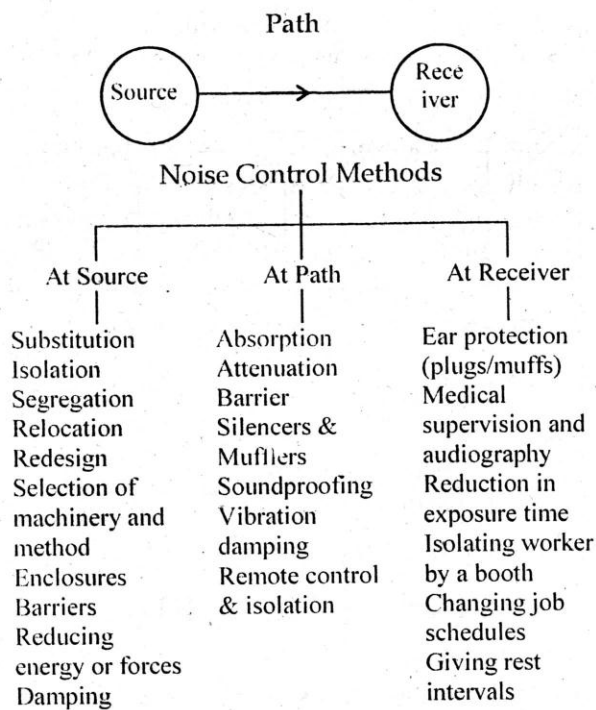 Path
Source
Rece
iver
Noise Control Methods
At Source
Substitution
Isolation
Segregation
Relocation
Redesign
Selection of
machinery and
method
Enclosures
Barriers
Reducing
energy or forces
Damping
At Path
Absorption
Attenuation
Barrier
Silencers &
Mufllers
Soundproofing
Vibration
damping
Remote control
& isolation
At Receiver
Ear protection
(plugs/muffs)
Medical
supervision and
audiography
Reduction in
exposure time
Isolating worker
by a booth
Changing job
schedules
Giving rest
intervals